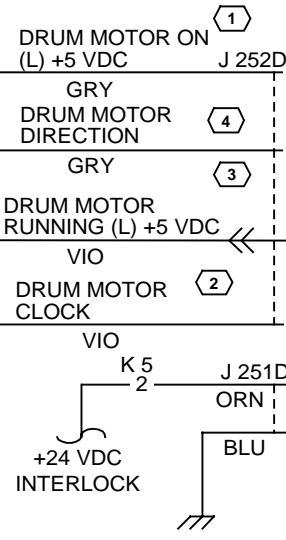 1
DRUM MOTOR ON
(L) +5 VDC J 252D
GRY
DRUM MOTOR
DIRECTION 4
GRY
3
DRUM MOTOR
RUNNING (L) +5 VDC
VIO
DRUM MOTOR 2
CLOCK
VIO
K 5
2 J 251D
ORN
+24 VDC BLU
INTERLOCK